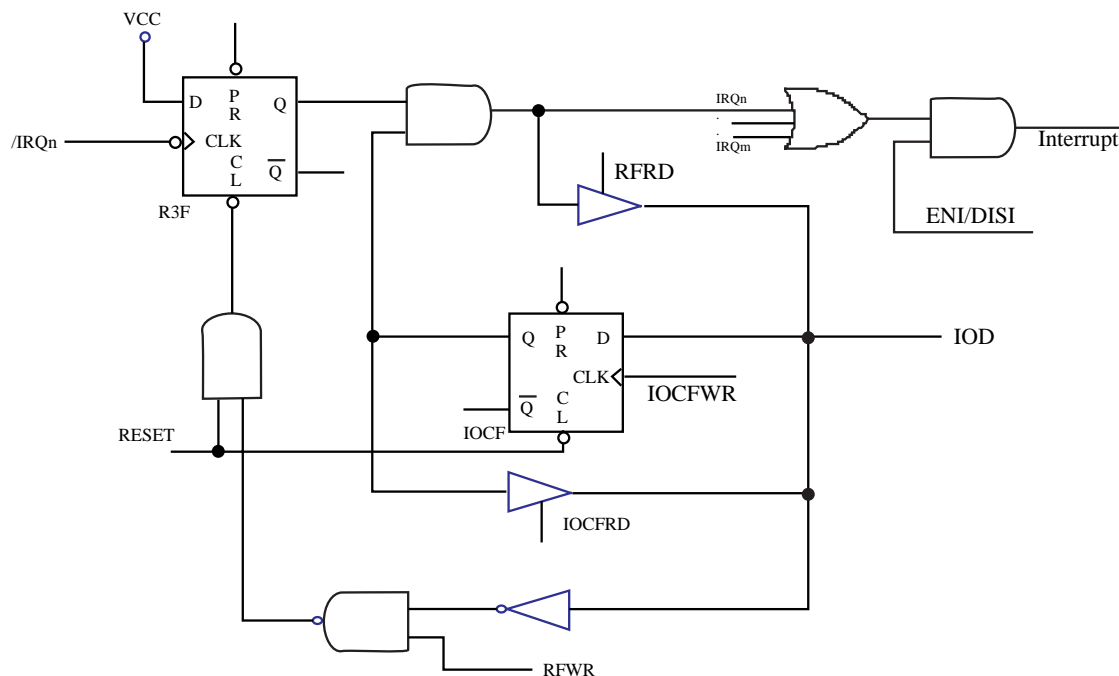 VCC
D
P
R
Q
/IRQn
CLK
C
L
Q
R3F
IRQn
.
.
IRQm
Interrupt
RFRD
ENI/DISI
Q
P
R
D
IOD
CLK
IOCFWR
C
L
Q
IOCF
RESET
IOCFRD
RFWR